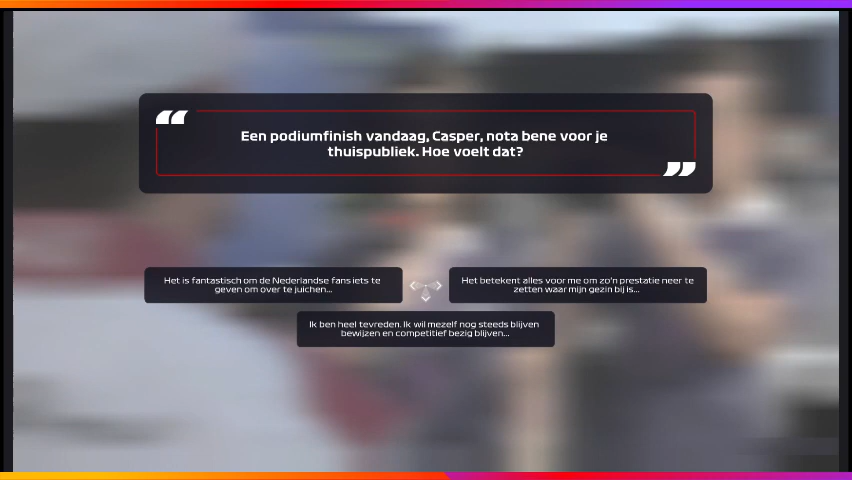 Een podiumfinish vandaag, Casper, nota bene voor je
thuispubliek. Hoe voelt dat?
Het is fantastisch om de Nederlandse fans iets te
geven om over te juichen...
Het betekent alles voor me om zo'n prestatie neer te
zetten waar mijn gezin bij is...
Ik ben heel tevreden. Ik wil mezelf nog steeds blijven
bewijzen en competitief bezig blijven...